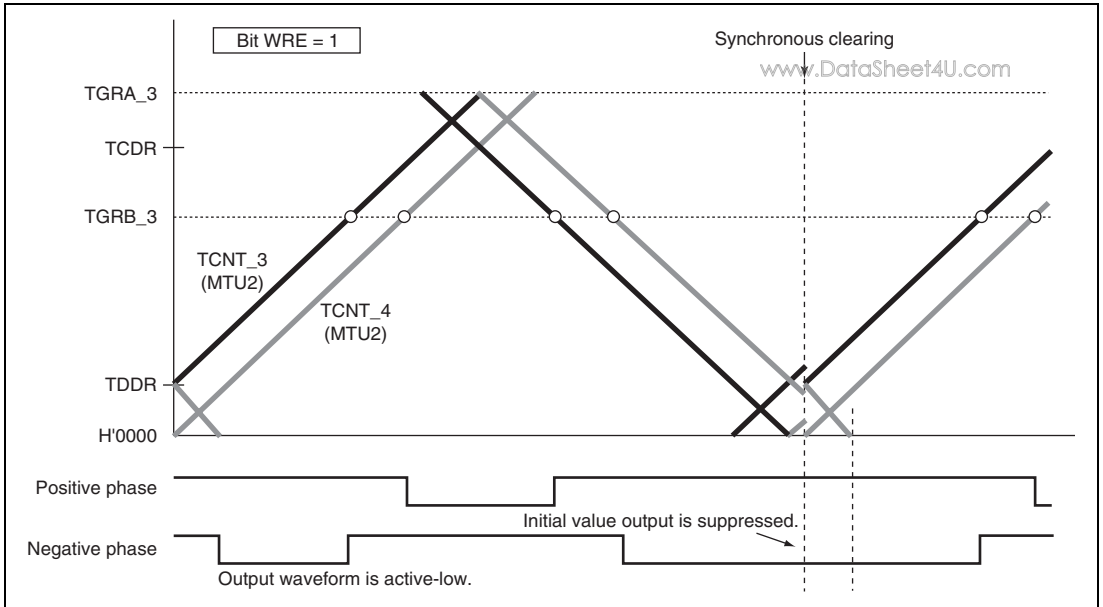 Bit WRE = 1
Synchronous clearing
www.DataSheet4U.com
TGRA_3
TCDR
TGRB_3
TCNT_3
(MTU2)
TCNT_4
(MTU2)
TDDR
H'0000
Positive phase
Initial value output is suppressed.
Negative phase
Output waveform is active-low.